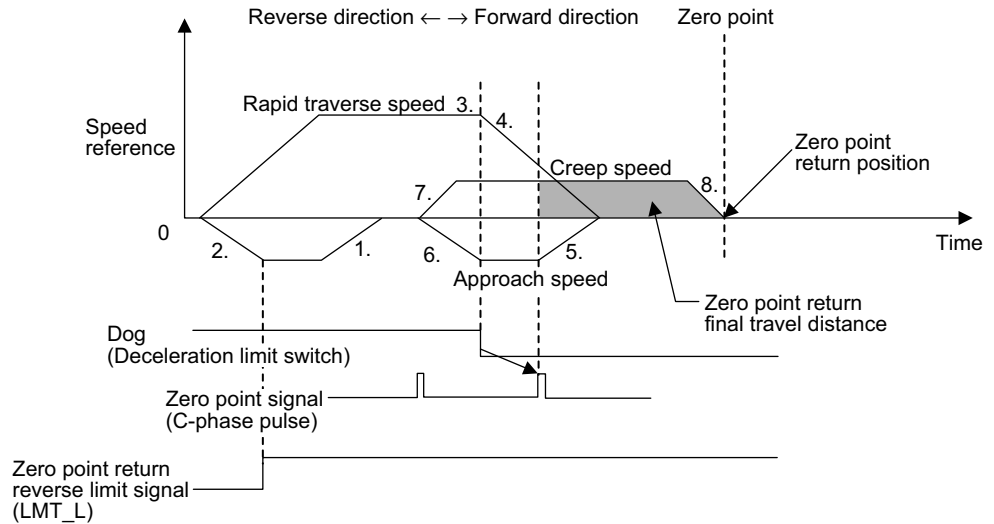 Reverse direction ← → Forward direction
Zero point
Rapid traverse speed 3.
4.
Speed
reference
Zero point
return position
Creep speed
7.
8.
0
Time
2.
1.
6.
5.
Approach speed
Zero point return
final travel distance
Dog
(Deceleration limit switch)
Zero point signal
(C-phase pulse)
Zero point return
reverse limit signal
(LMT_L)